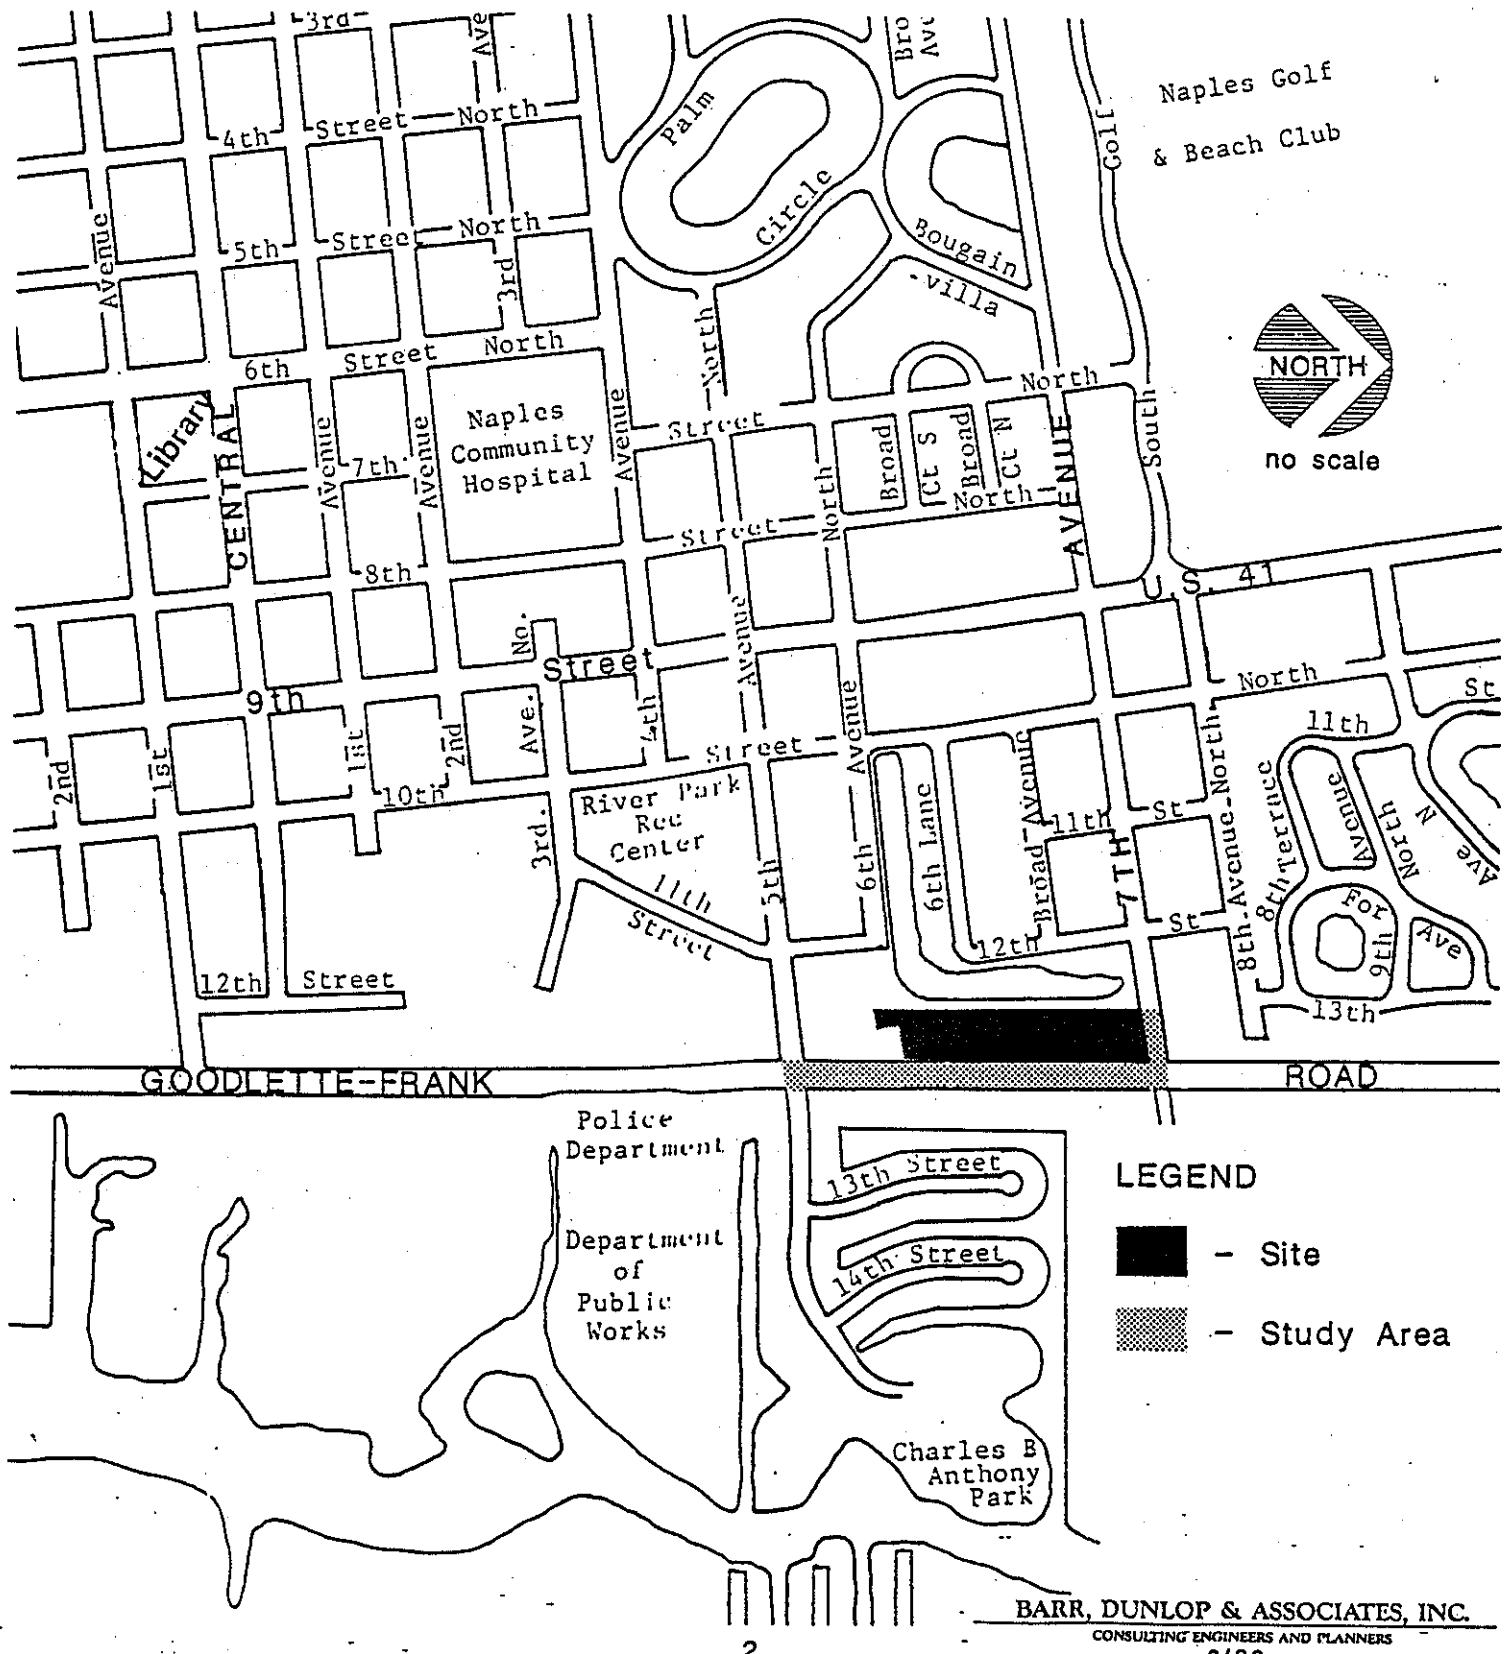 3rd
Ave
Bro
Ave
Naples Golf
& Beach Club
4th Street North
Palm
Circle
Golf
5th Street North
Avenue
3rd
Bougain
-villa
North
NORTH
no scale
6th Street North
North
Library
CENTRAL
Avenue
7th
Avenue
Naples
Community
Hospital
Avenue
Street
North
Broad
Ct S
Broad
Ct N
North
AVENUE
South
Street
8th
U.S. 41
No.
Street
Avenue
9th
North
St
2nd
1st
1st
2nd
Ave.
4th
Street
Avenue
11th
10th
River Park
Rec
Center
3rd.
11th
Street
5th
6th
6th Lane
Broad Avenue
11th St
7TH
8th Avenue North
8th Terrace
Avenue
North
Ave N
For
9th
Ave
12th St
12th Street
13th
GOODLETTE-FRANK ROAD
Police
Department
13th Street
Department
of
Public
Works
14th Street
LEGEND
- Site
- Study Area
Charles B
Anthony
Park
BARR, DUNLOP & ASSOCIATES, INC.
CONSULTING ENGINEERS AND PLANNERS
2